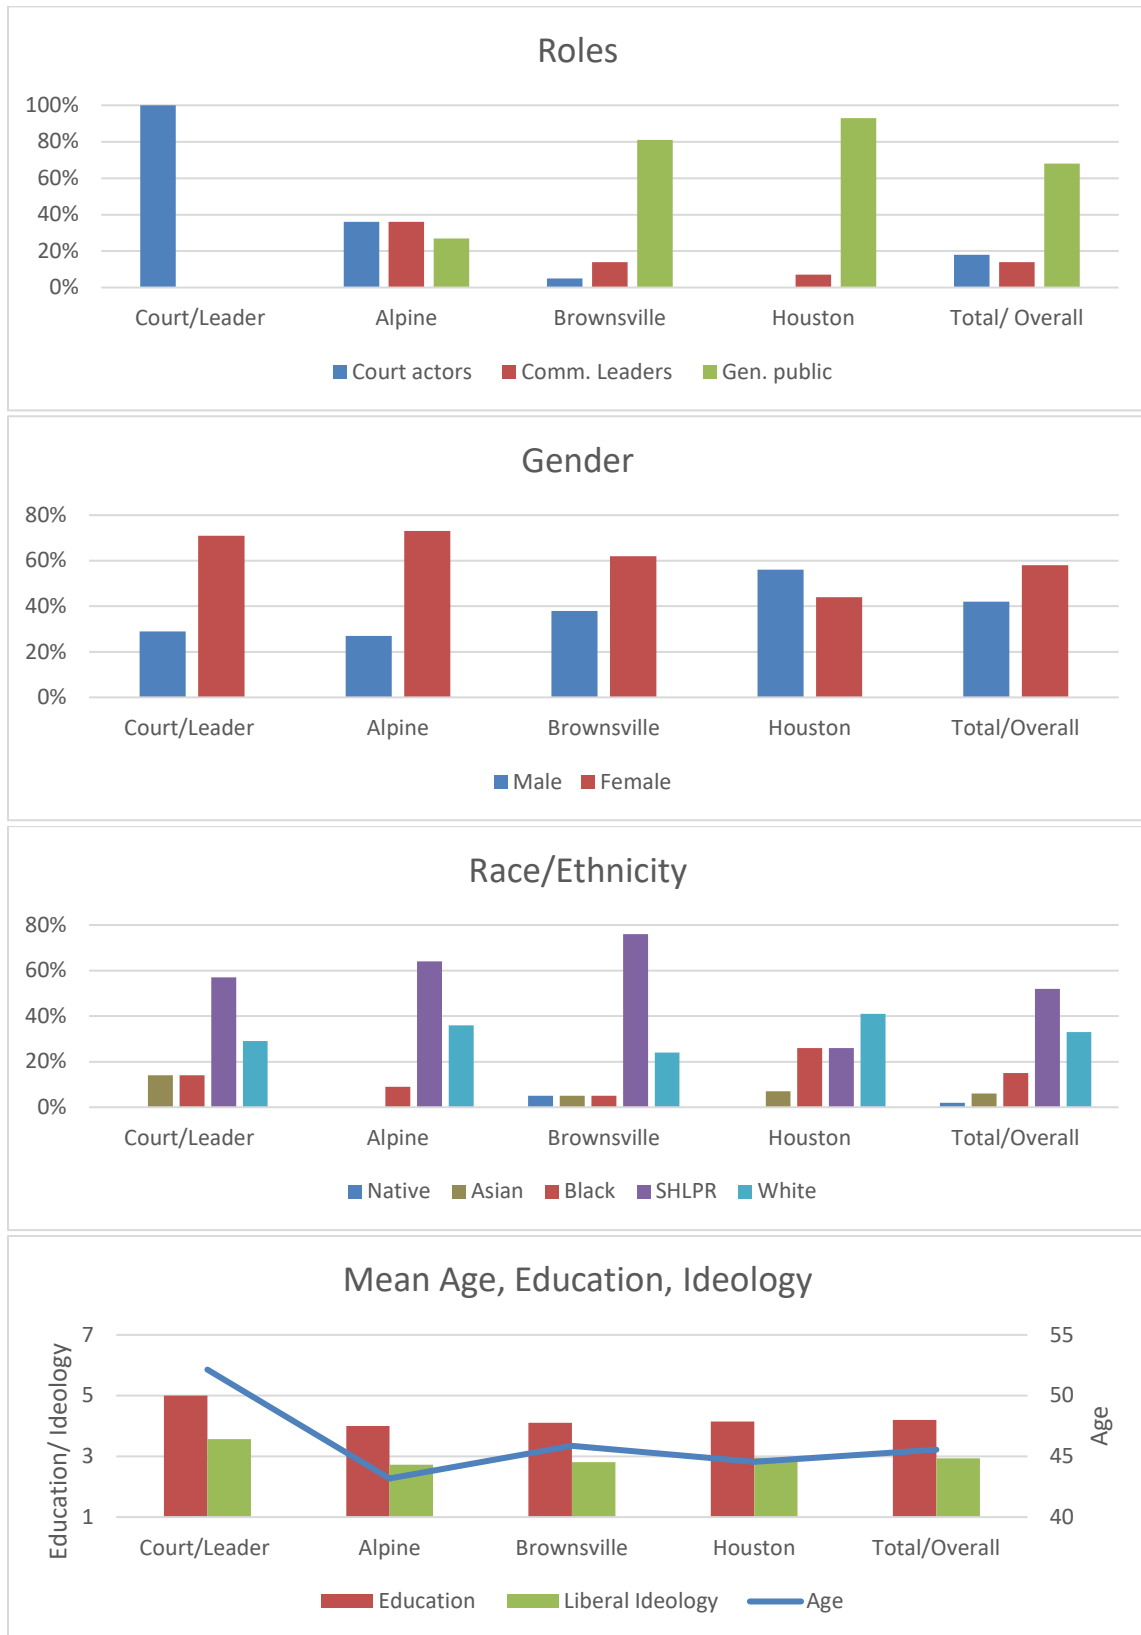 Roles
100%
80%
60%
40%
20%
0%
Court/Leader Alpine Brownsville Houston Total/ Overall
Court actors Comm. Leaders Gen. public
Gender
80%
60%
40%
20%
0%
Court/Leader Alpine Brownsville Houston Total/Overall
Male Female
Race/Ethnicity
80%
60%
40%
20%
0%
Court/Leader Alpine Brownsville Houston Total/Overall
Native Asian Black SHLPR White
Mean Age, Education, Ideology
Education/ Ideology
7
5
3
1
55
50
45
40
Age
Court/Leader Alpine Brownsville Houston Total/Overall
Education Liberal Ideology Age